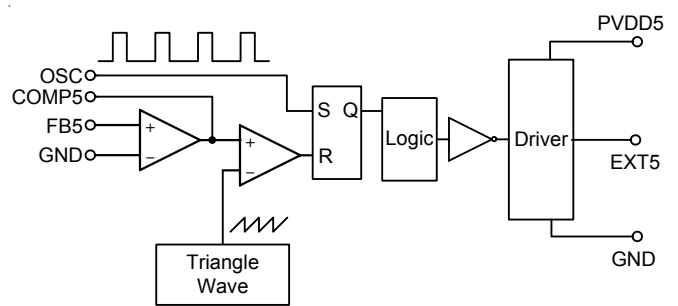 PVDD5
OSC
COMP5
S Q
FB5
+
+
Logic
Driver
GND
−
−
R
EXT5
Triangle
Wave
GND